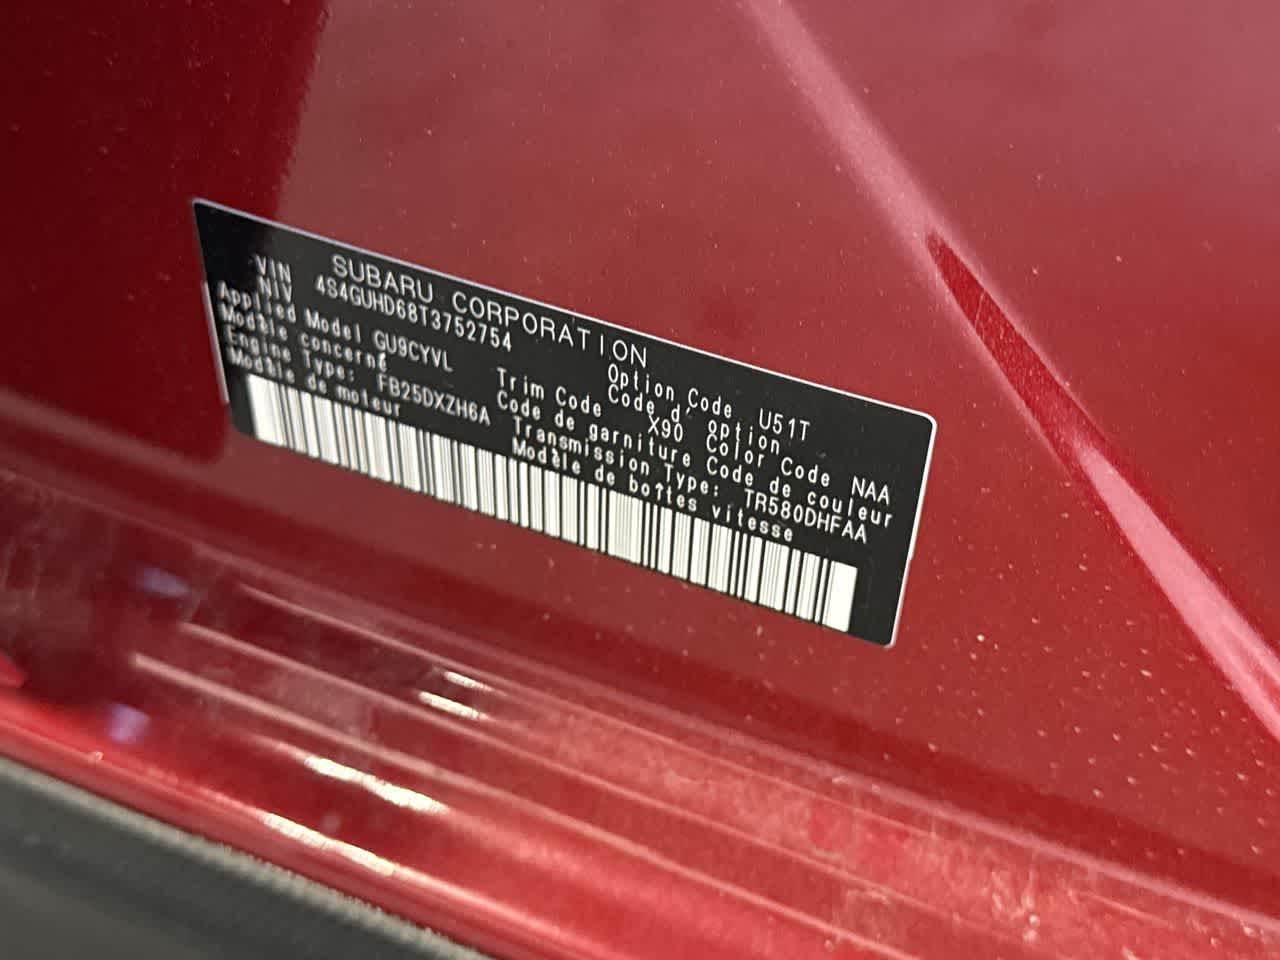 SUBARU CORPORATION
VIN 4S4GUHD68T3752754
NIV
Option Code U51T
Code d' option
Applied Model GU9CYVL
Modèle concerné
Trim Code X90 Color Code NAA
Code de garniture Code de couleur
Engine Type: FB25DXZH6A
Modèle de moteur
Transmission Type: TR580DHFAA
Modèle de boîtes vitesse